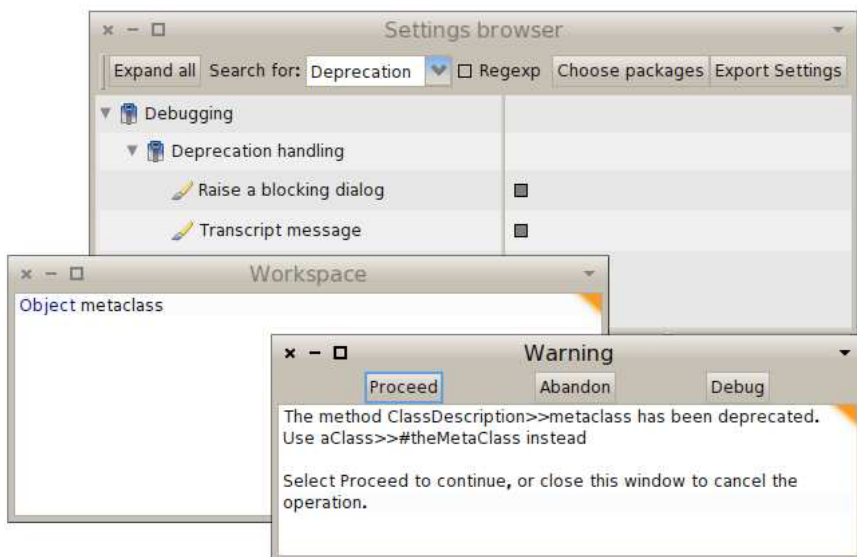 Settings browser
Expand all Search for: Deprecation Regexp Choose packages Export Settings
Debugging
Deprecation handling
Raise a blocking dialog
Transcript message
Workspace
Object metaclass
Warning
Proceed Abandon Debug
The method ClassDescription>>metaclass has been deprecated.
Use aClass>>#theMetaClass instead
Select Proceed to continue, or close this window to cancel the
operation.